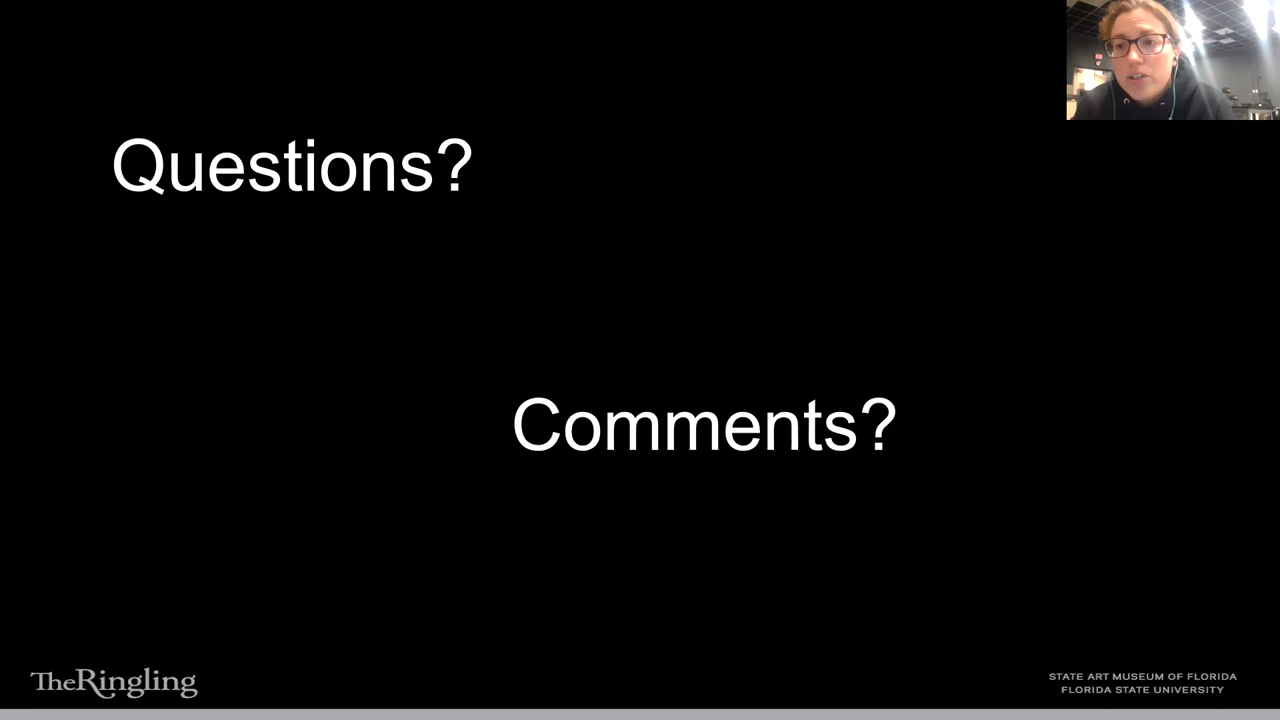 Questions?
Comments?
TheRingling
STATE ART MUSEUM OF FLORIDA
FLORIDA STATE UNIVERSITY